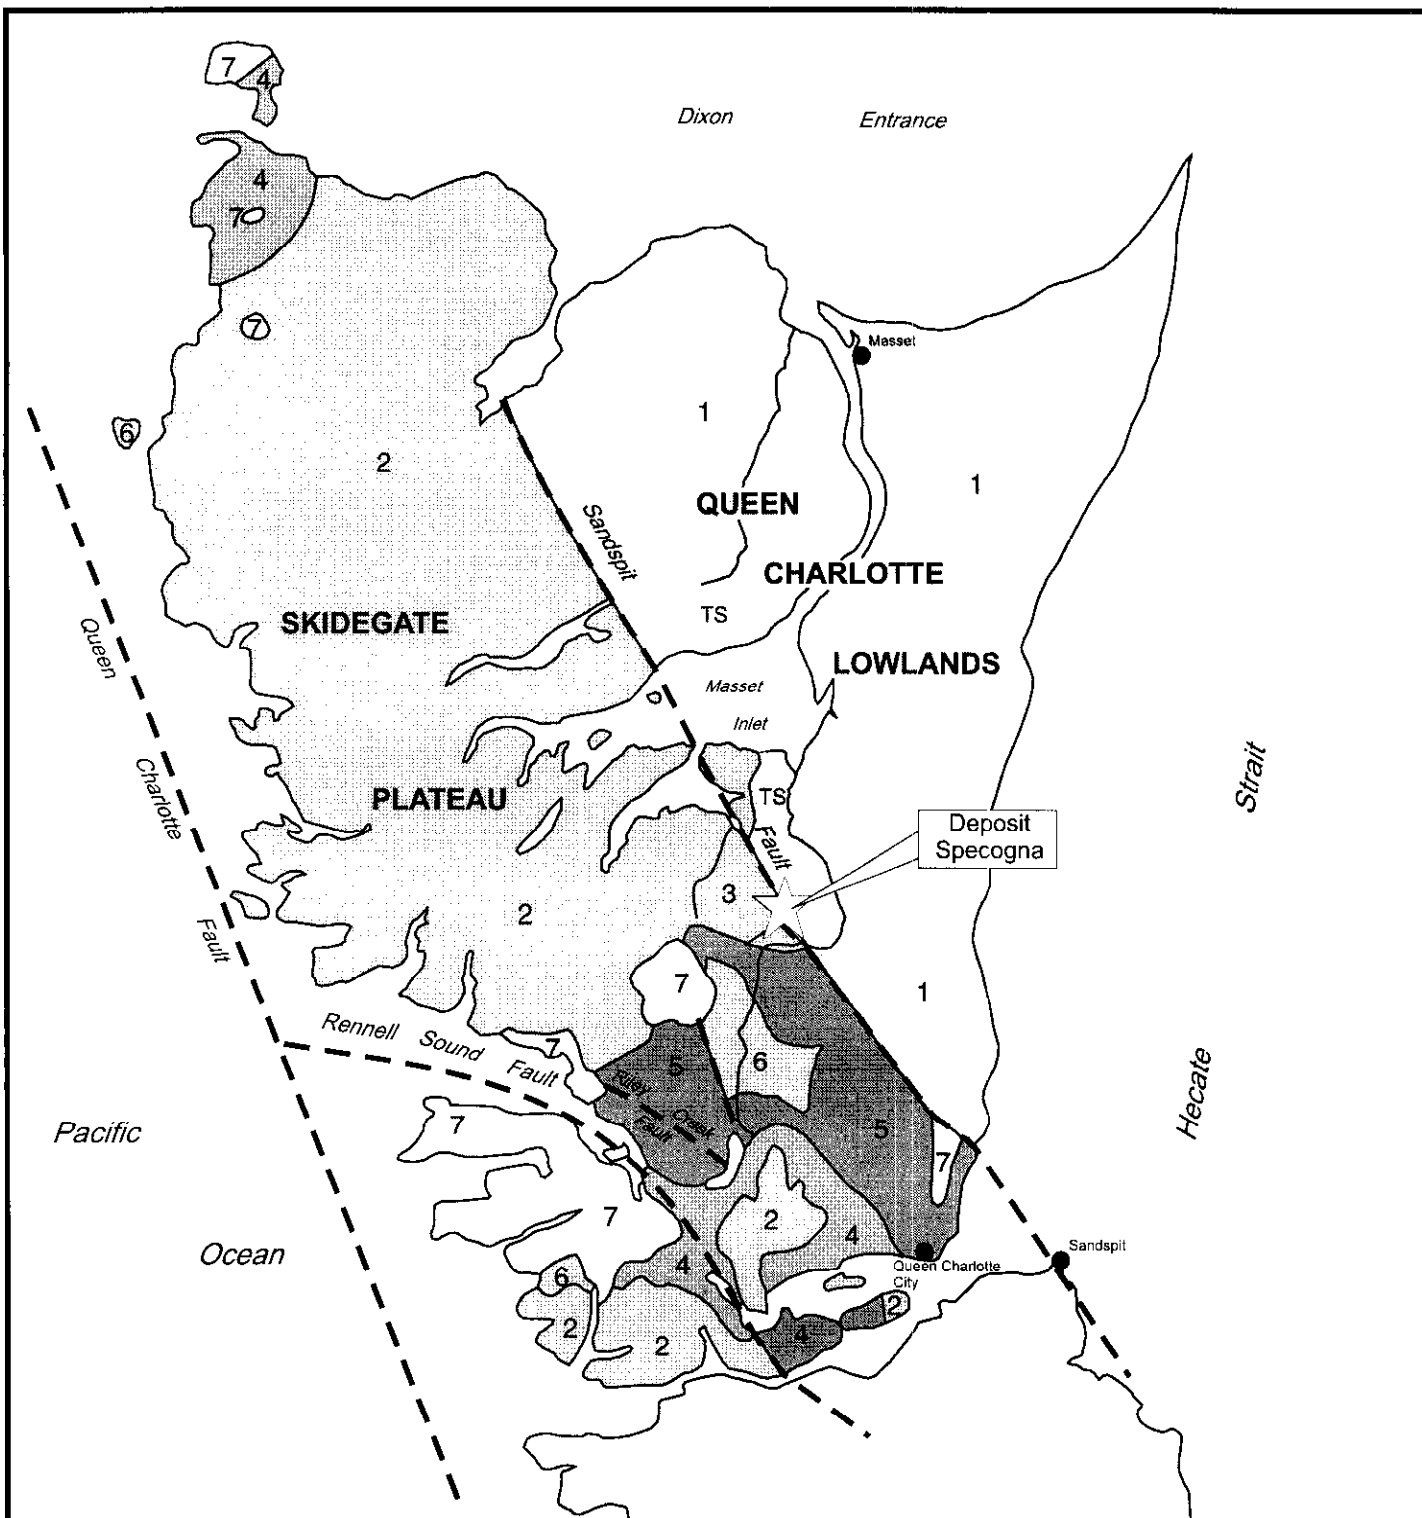 7
4
Dixon Entrance
4
7
7
Masset
6
1
2
1
QUEEN
Sandspit
CHARLOTTE
TS
SKIDEGATE
Queen
LOWLANDS
Masset
Inlet
Strait
Charlotte
PLATEAU
TS
Deposit
Specogna
Fault
3
2
Fault
7
1
Rennell Sound Fault
7
6
5
Riley Creek Fault
Hecate
Pacific
7
5
7
7
2
4
Ocean
4
Sandspit
6
Queen Charlotte
City
2
2
2
4